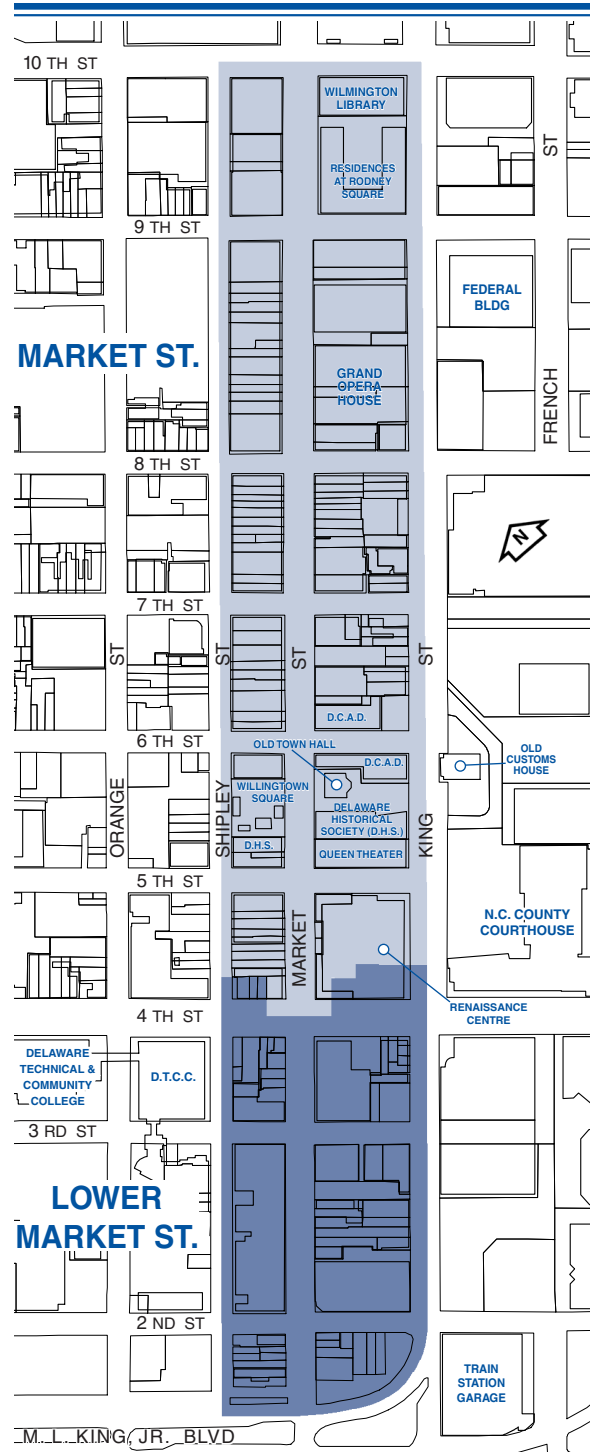 10 TH ST
WILMINGTON
LIBRARY
RESIDENCES
AT RODNEY
SQUARE
ST
9 TH ST
FEDERAL
BLDG
MARKET ST.
GRAND
OPERA
HOUSE
FRENCH
8 TH ST
N
7 TH ST
ST
ST
ST
ST
D.C.A.D.
6 TH ST
OLD TOWN HALL
D.C.A.D.
OLD
CUSTOMS
HOUSE
WILLINGTOWN
SQUARE
DELAWARE
HISTORICAL
SOCIETY (D.H.S.)
ORANGE
SHIPLEY
KING
D.H.S.
QUEEN THEATER
5 TH ST
N.C. COUNTY
COURTHOUSE
MARKET
4 TH ST
RENAISSANCE
CENTRE
DELAWARE
TECHNICAL &
COMMUNITY
COLLEGE
D.T.C.C.
3 RD ST
LOWER
MARKET ST.
2 ND ST
TRAIN
STATION
GARAGE
M. L. KING, JR. BLVD